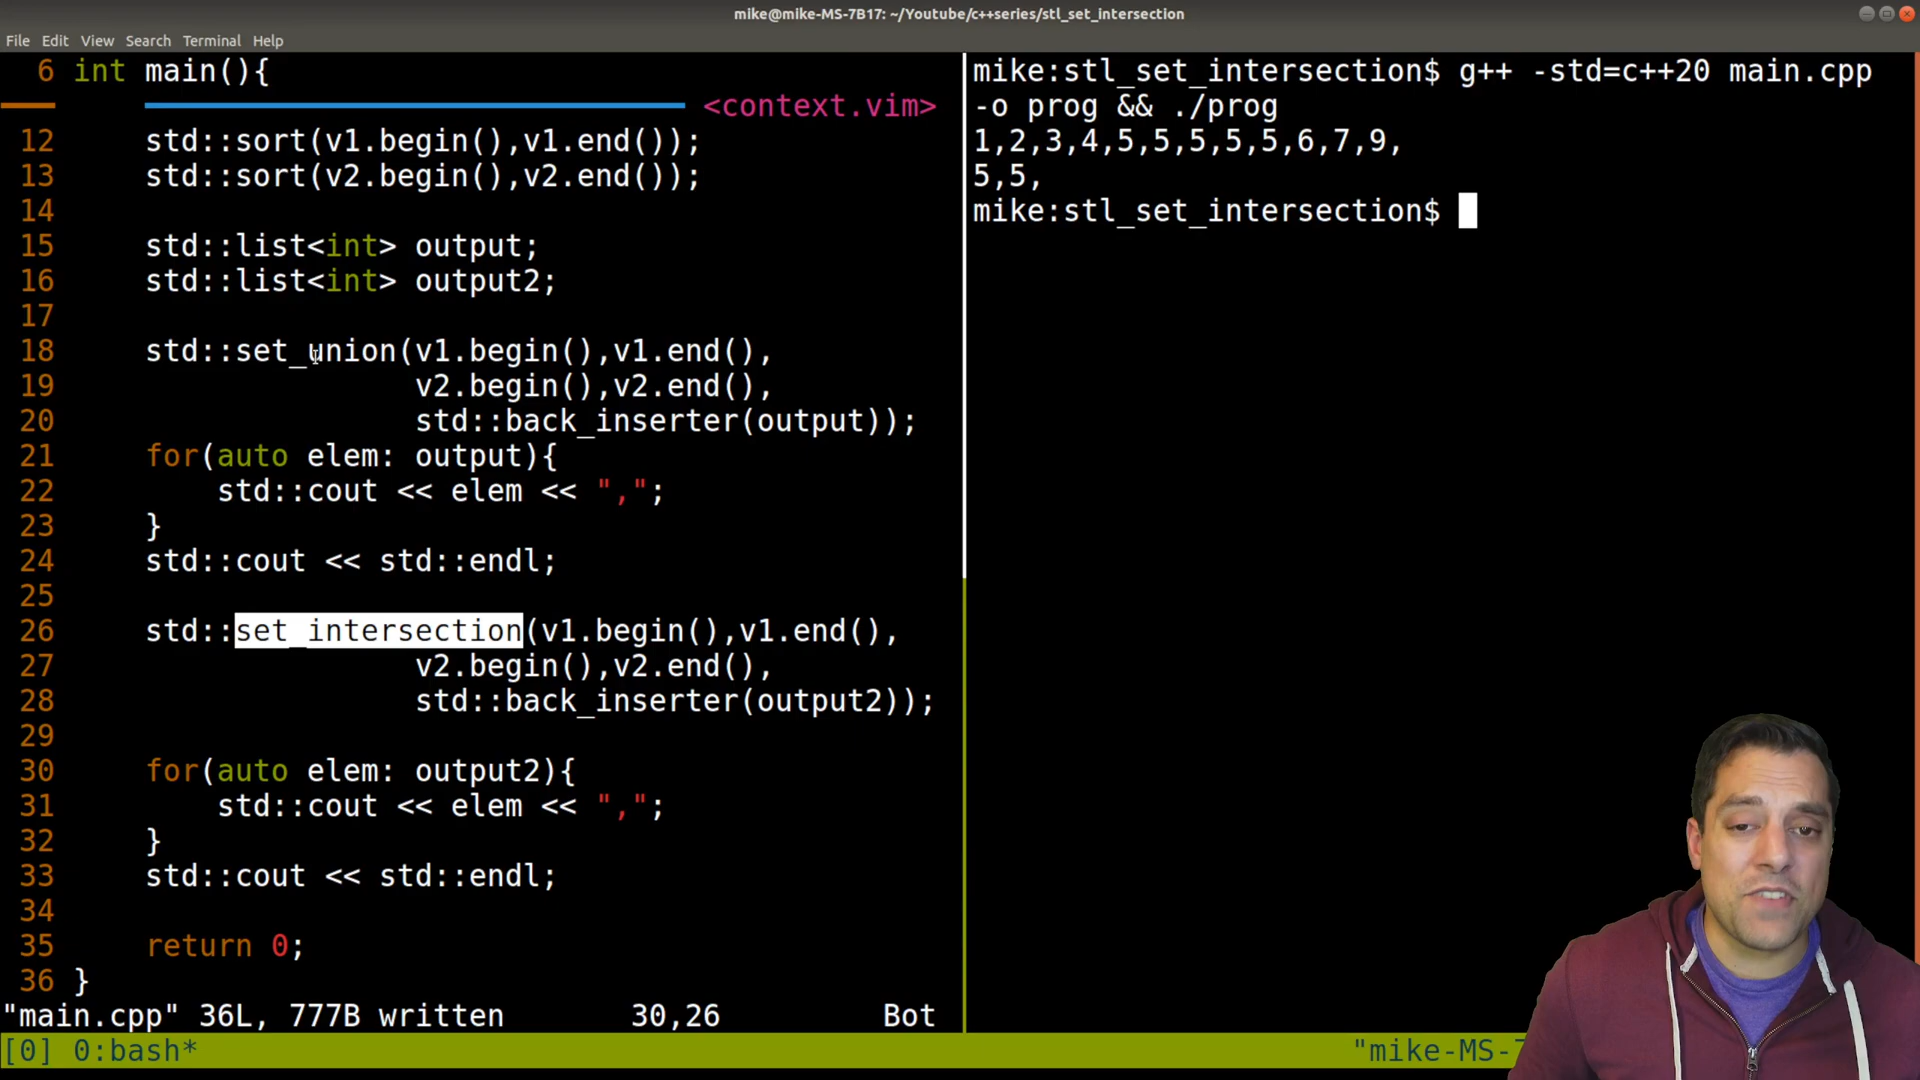 mike@mike-MS-7B17: ~/Youtube/c++series/stl_set_intersection
File Edit View Search Terminal Help
6 int main(){
<context.vim>
12 std::sort(v1.begin(),v1.end());
13 std::sort(v2.begin(),v2.end());
14
15 std::list<int> output;
16 std::list<int> output2;
17
18 std::set_union(v1.begin(),v1.end(),
19 v2.begin(),v2.end(),
20 std::back_inserter(output));
21 for(auto elem: output){
22 std::cout << elem << ",";
23 }
24 std::cout << std::endl;
25
26 std::set_intersection(v1.begin(),v1.end(),
27 v2.begin(),v2.end(),
28 std::back_inserter(output2));
29
30 for(auto elem: output2){
31 std::cout << elem << ",";
32 }
33 std::cout << std::endl;
34
35 return 0;
36 }
"main.cpp" 36L, 777B written 30,26 Bot
mike:stl_set_intersection$ g++ -std=c++20 main.cpp
-o prog && ./prog
1,2,3,4,5,5,5,5,5,6,7,9,
5,5,
mike:stl_set_intersection$
[0] 0:bash* "mike-MS-7